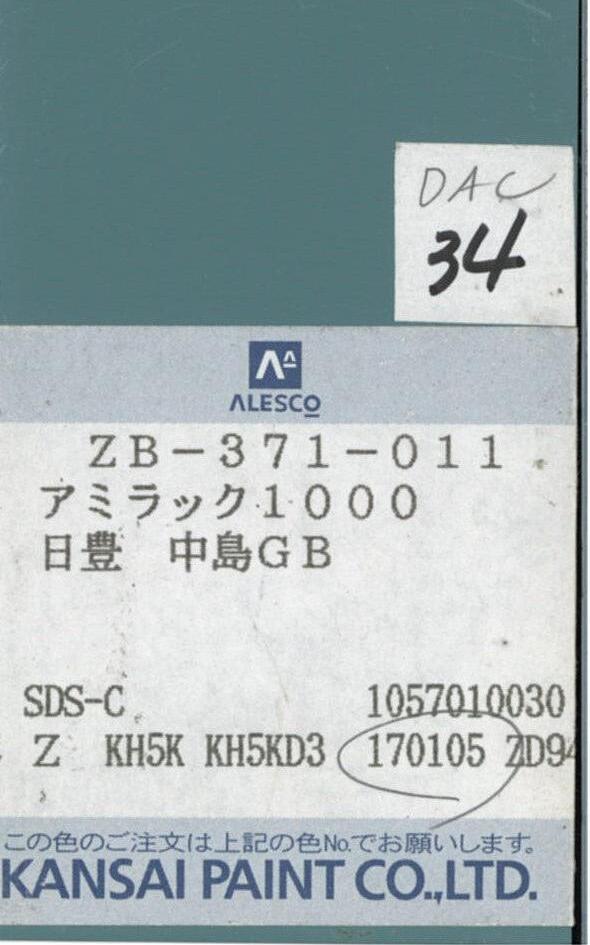 DAC
34
ALESCO
ZB-371-011
アミラック1000
日豊 中島GB
SDS-C 1057010030
Z KH5K KH5KD3 170105 ZD94
この色のご注文は上記の色No.でお願いします。
KANSAI PAINT CO.,LTD.